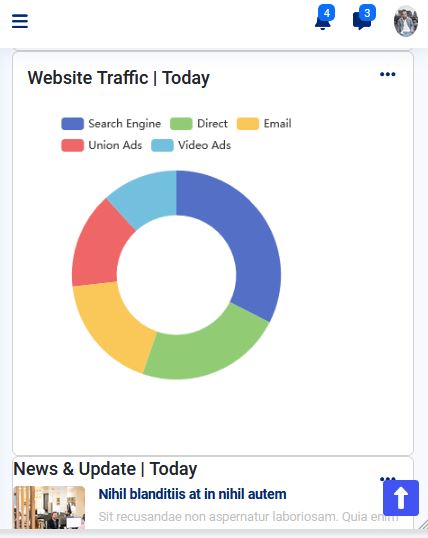 4
3
Website Traffic | Today
Search Engine Direct Email
Union Ads Video Ads
News & Update | Today
Nihil blanditiis at in nihil autem
Sit recusandae non aspernatur laboriosam. Quia enim